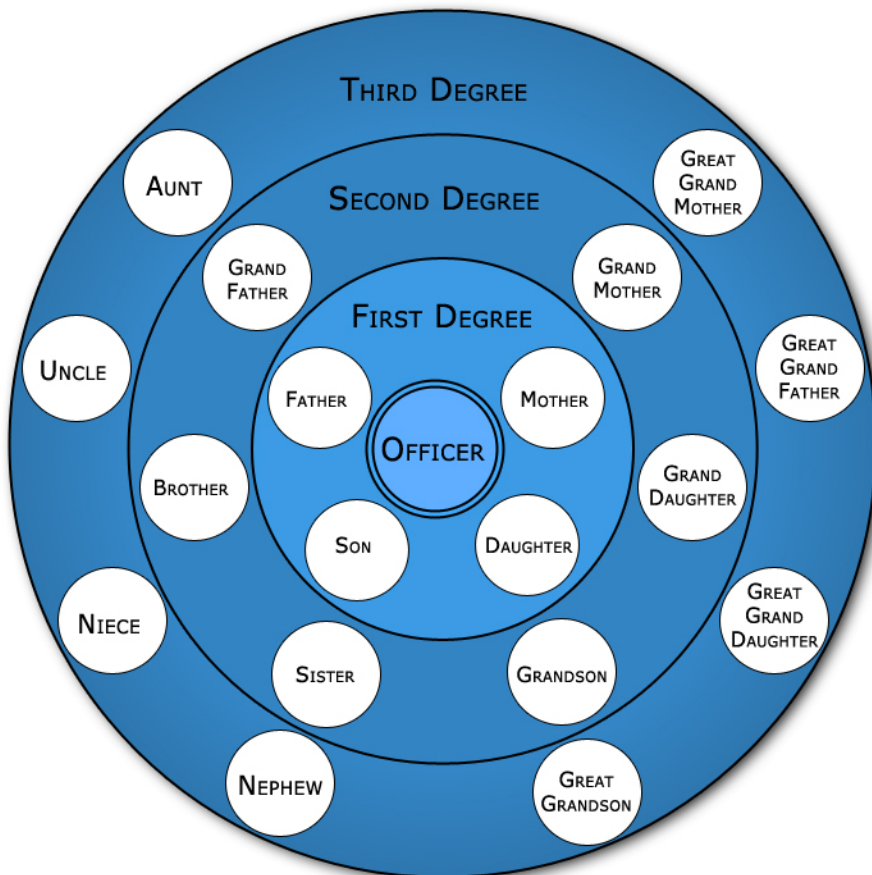 Third Degree
Aunt
Great
Grand
Mother
Second Degree
Grand
Father
Grand
Mother
First Degree
Uncle
Great
Grand
Father
Father
Mother
Officer
Brother
Grand
Daughter
Son
Daughter
Niece
Great
Grand
Daughter
Sister
Grandson
Nephew
Great
Grandson